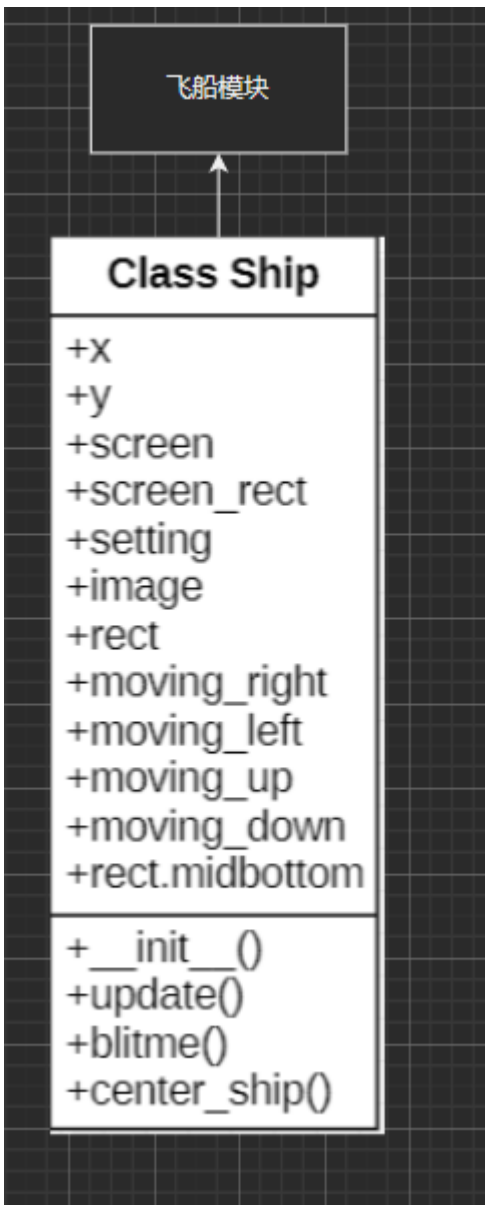 飞船模块
Class Ship
+x
+y
+screen
+screen_rect
+setting
+image
+rect
+moving_right
+moving_left
+moving_up
+moving_down
+rect.midbottom
+__init__()
+update()
+blitme()
+center_ship()